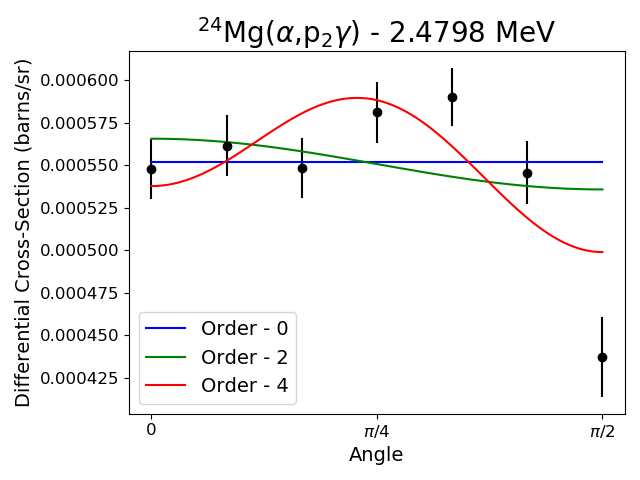 ²⁴Mg(α,p₂γ) - 2.4798 MeV
Differential Cross-Section (barns/sr)
0.000600
0.000575
0.000550
0.000525
0.000500
0.000475
0.000450
0.000425
Order - 0
Order - 2
Order - 4
0 π/4 π/2
Angle